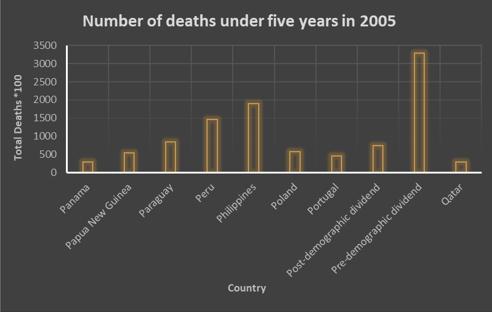 Number of deaths under five years in 2005
Total Deaths *100
3500
3000
2500
2000
1500
1000
500
0
Panama
Papua New Guinea
Paraguay
Peru
Philippines
Poland
Portugal
Post-demographic dividend
Pre-demographic dividend
Qatar
Country